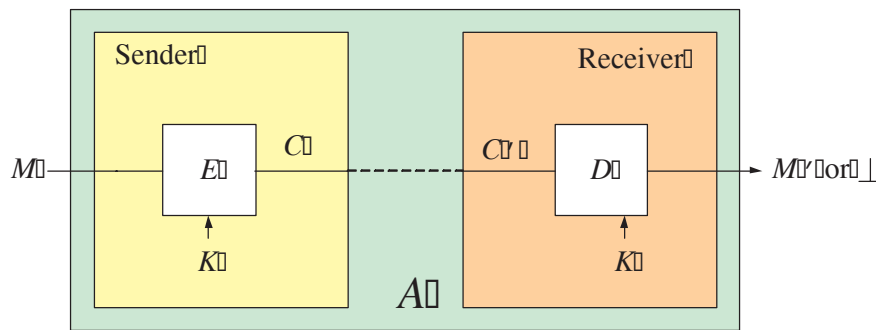 Sender
Receiver
C
C′
M
E
D
M′ or ⊥
K
K
A